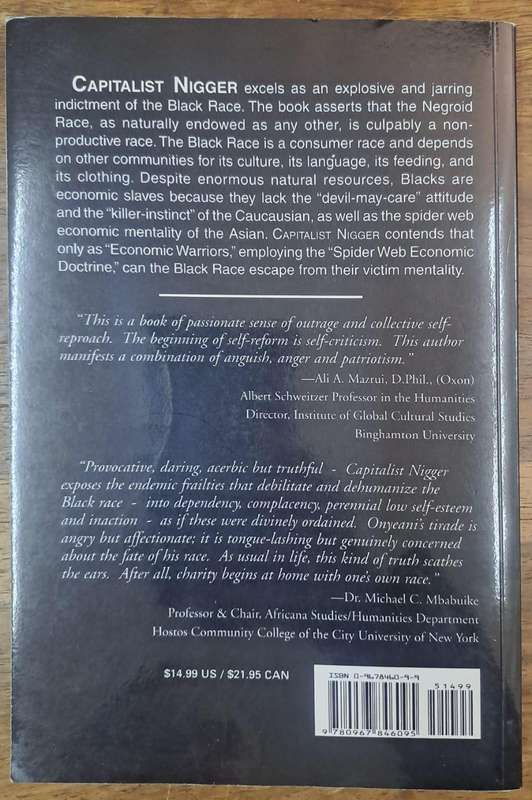 CAPITALIST NIGGER excels as an explosive and jarring
indictment of the Black Race. The book asserts that the Negroid
Race, as naturally endowed as any other, is culpably a non-
productive race. The Black Race is a consumer race and depends
on other communities for its culture, its language, its feeding, and
its clothing. Despite enormous natural resources, Blacks are
economic slaves because they lack the “devil-may-care” attitude
and the “killer-instinct” of the Caucausian, as well as the spider web
economic mentality of the Asian. CAPITALIST NIGGER contends that
only as “Economic Warriors,” employing the “Spider Web Economic
Doctrine,” can the Black Race escape from their victim mentality.
“This is a book of passionate sense of outrage and collective self-
reproach. The beginning of self-reform is self-criticism. This author
manifests a combination of anguish, anger and patriotism.”
—Ali A. Mazrui, D.Phil., (Oxon)
Albert Schweitzer Professor in the Humanities
Director, Institute of Global Cultural Studies
Binghamton University
“Provocative, daring, acerbic but truthful - Capitalist Nigger
exposes the endemic frailties that debilitate and dehumanize the
Black race - into dependency, complacency, perennial low self-esteem
and inaction - as if these were divinely ordained. Onyeani's tirade is
angry but affectionate; it is tongue-lashing but genuinely concerned
about the fate of his race. As usual in life, this kind of truth scathes
the ears. After all, charity begins at home with one's own race.”
—Dr. Michael C. Mbabuike
Professor & Chair, Africana Studies/Humanities Department
Hostos Community College of the City University of New York
$14.99 US / $21.95 CAN
ISBN 0-9678460-9-9
51499
9780967846095